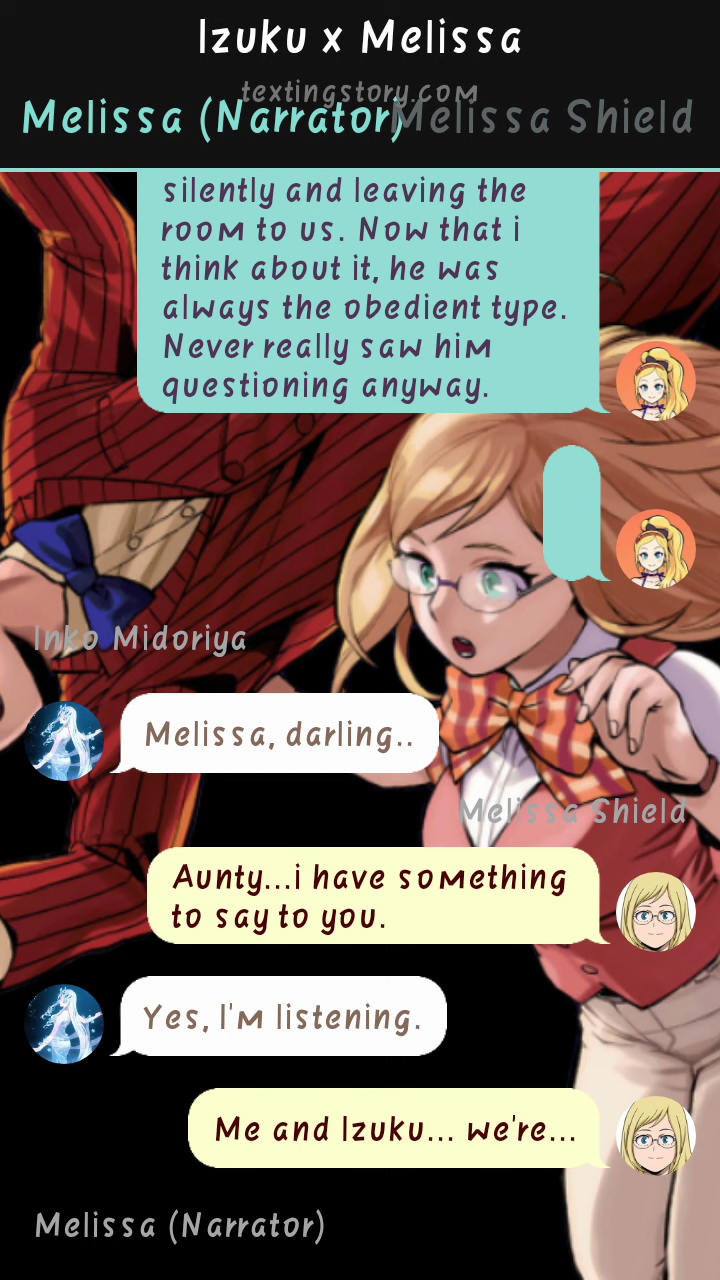 Izuku x Melissa
textingstory.com
Melissa (Narrator)
Melissa Shield
silently and leaving the
room to us. Now that i
think about it, he was
always the obedient type.
Never really saw him
questioning anyway.
Inko Midoriya
Melissa, darling..
Melissa Shield
Aunty...i have something
to say to you.
Yes, I'm listening.
Me and Izuku... we're...
Melissa (Narrator)